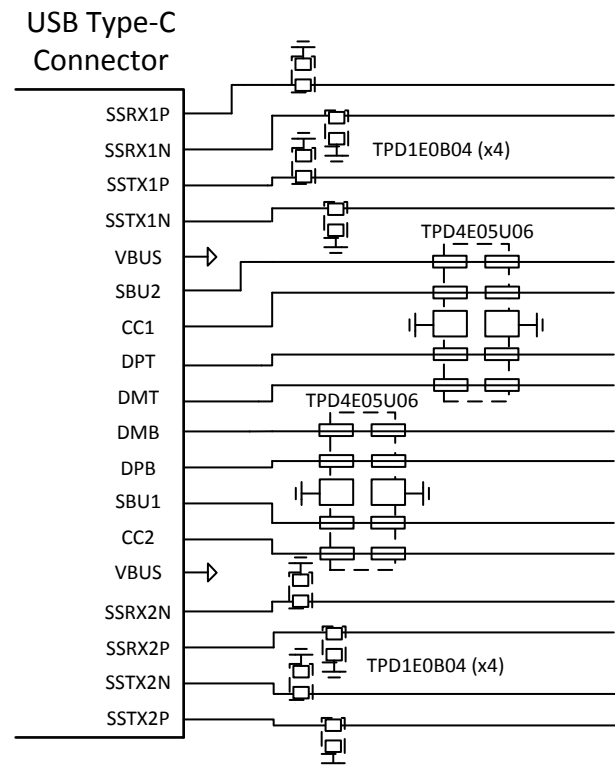 USB Type-C
Connector
SSRX1P
SSRX1N
TPD1E0B04 (x4)
SSTX1P
SSTX1N
TPD4E05U06
VBUS
SBU2
CC1
DPT
DMT
TPD4E05U06
DMB
DPB
SBU1
CC2
VBUS
SSRX2N
SSRX2P
TPD1E0B04 (x4)
SSTX2N
SSTX2P